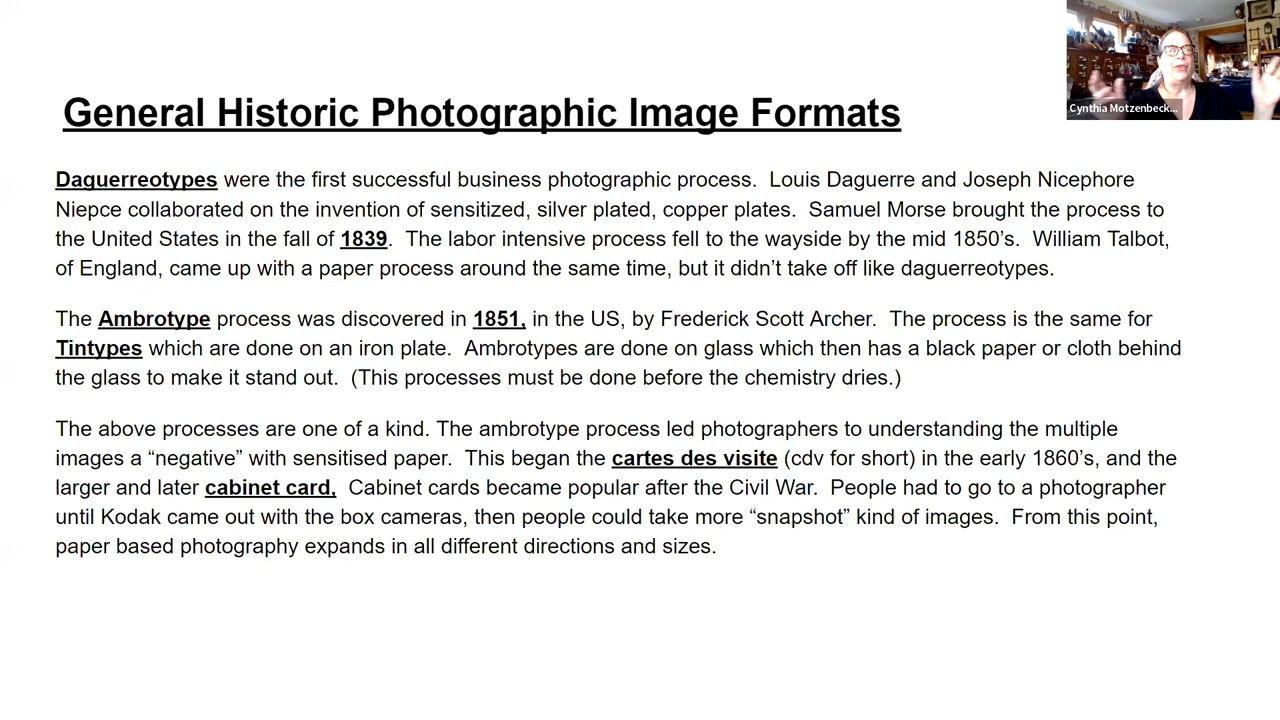 General Historic Photographic Image Formats
Cynthia Motzenbeck...
Daguerreotypes were the first successful business photographic process.  Louis Daguerre and Joseph Nicephore
Niepce collaborated on the invention of sensitized, silver plated, copper plates.  Samuel Morse brought the process to
the United States in the fall of 1839.  The labor intensive process fell to the wayside by the mid 1850’s.  William Talbot,
of England, came up with a paper process around the same time, but it didn’t take off like daguerreotypes.
The Ambrotype process was discovered in 1851, in the US, by Frederick Scott Archer.  The process is the same for
Tintypes which are done on an iron plate.  Ambrotypes are done on glass which then has a black paper or cloth behind
the glass to make it stand out.  (This processes must be done before the chemistry dries.)
The above processes are one of a kind. The ambrotype process led photographers to understanding the multiple
images a “negative” with sensitised paper.  This began the cartes des visite (cdv for short) in the early 1860’s, and the
larger and later cabinet card,  Cabinet cards became popular after the Civil War.  People had to go to a photographer
until Kodak came out with the box cameras, then people could take more “snapshot” kind of images.  From this point,
paper based photography expands in all different directions and sizes.